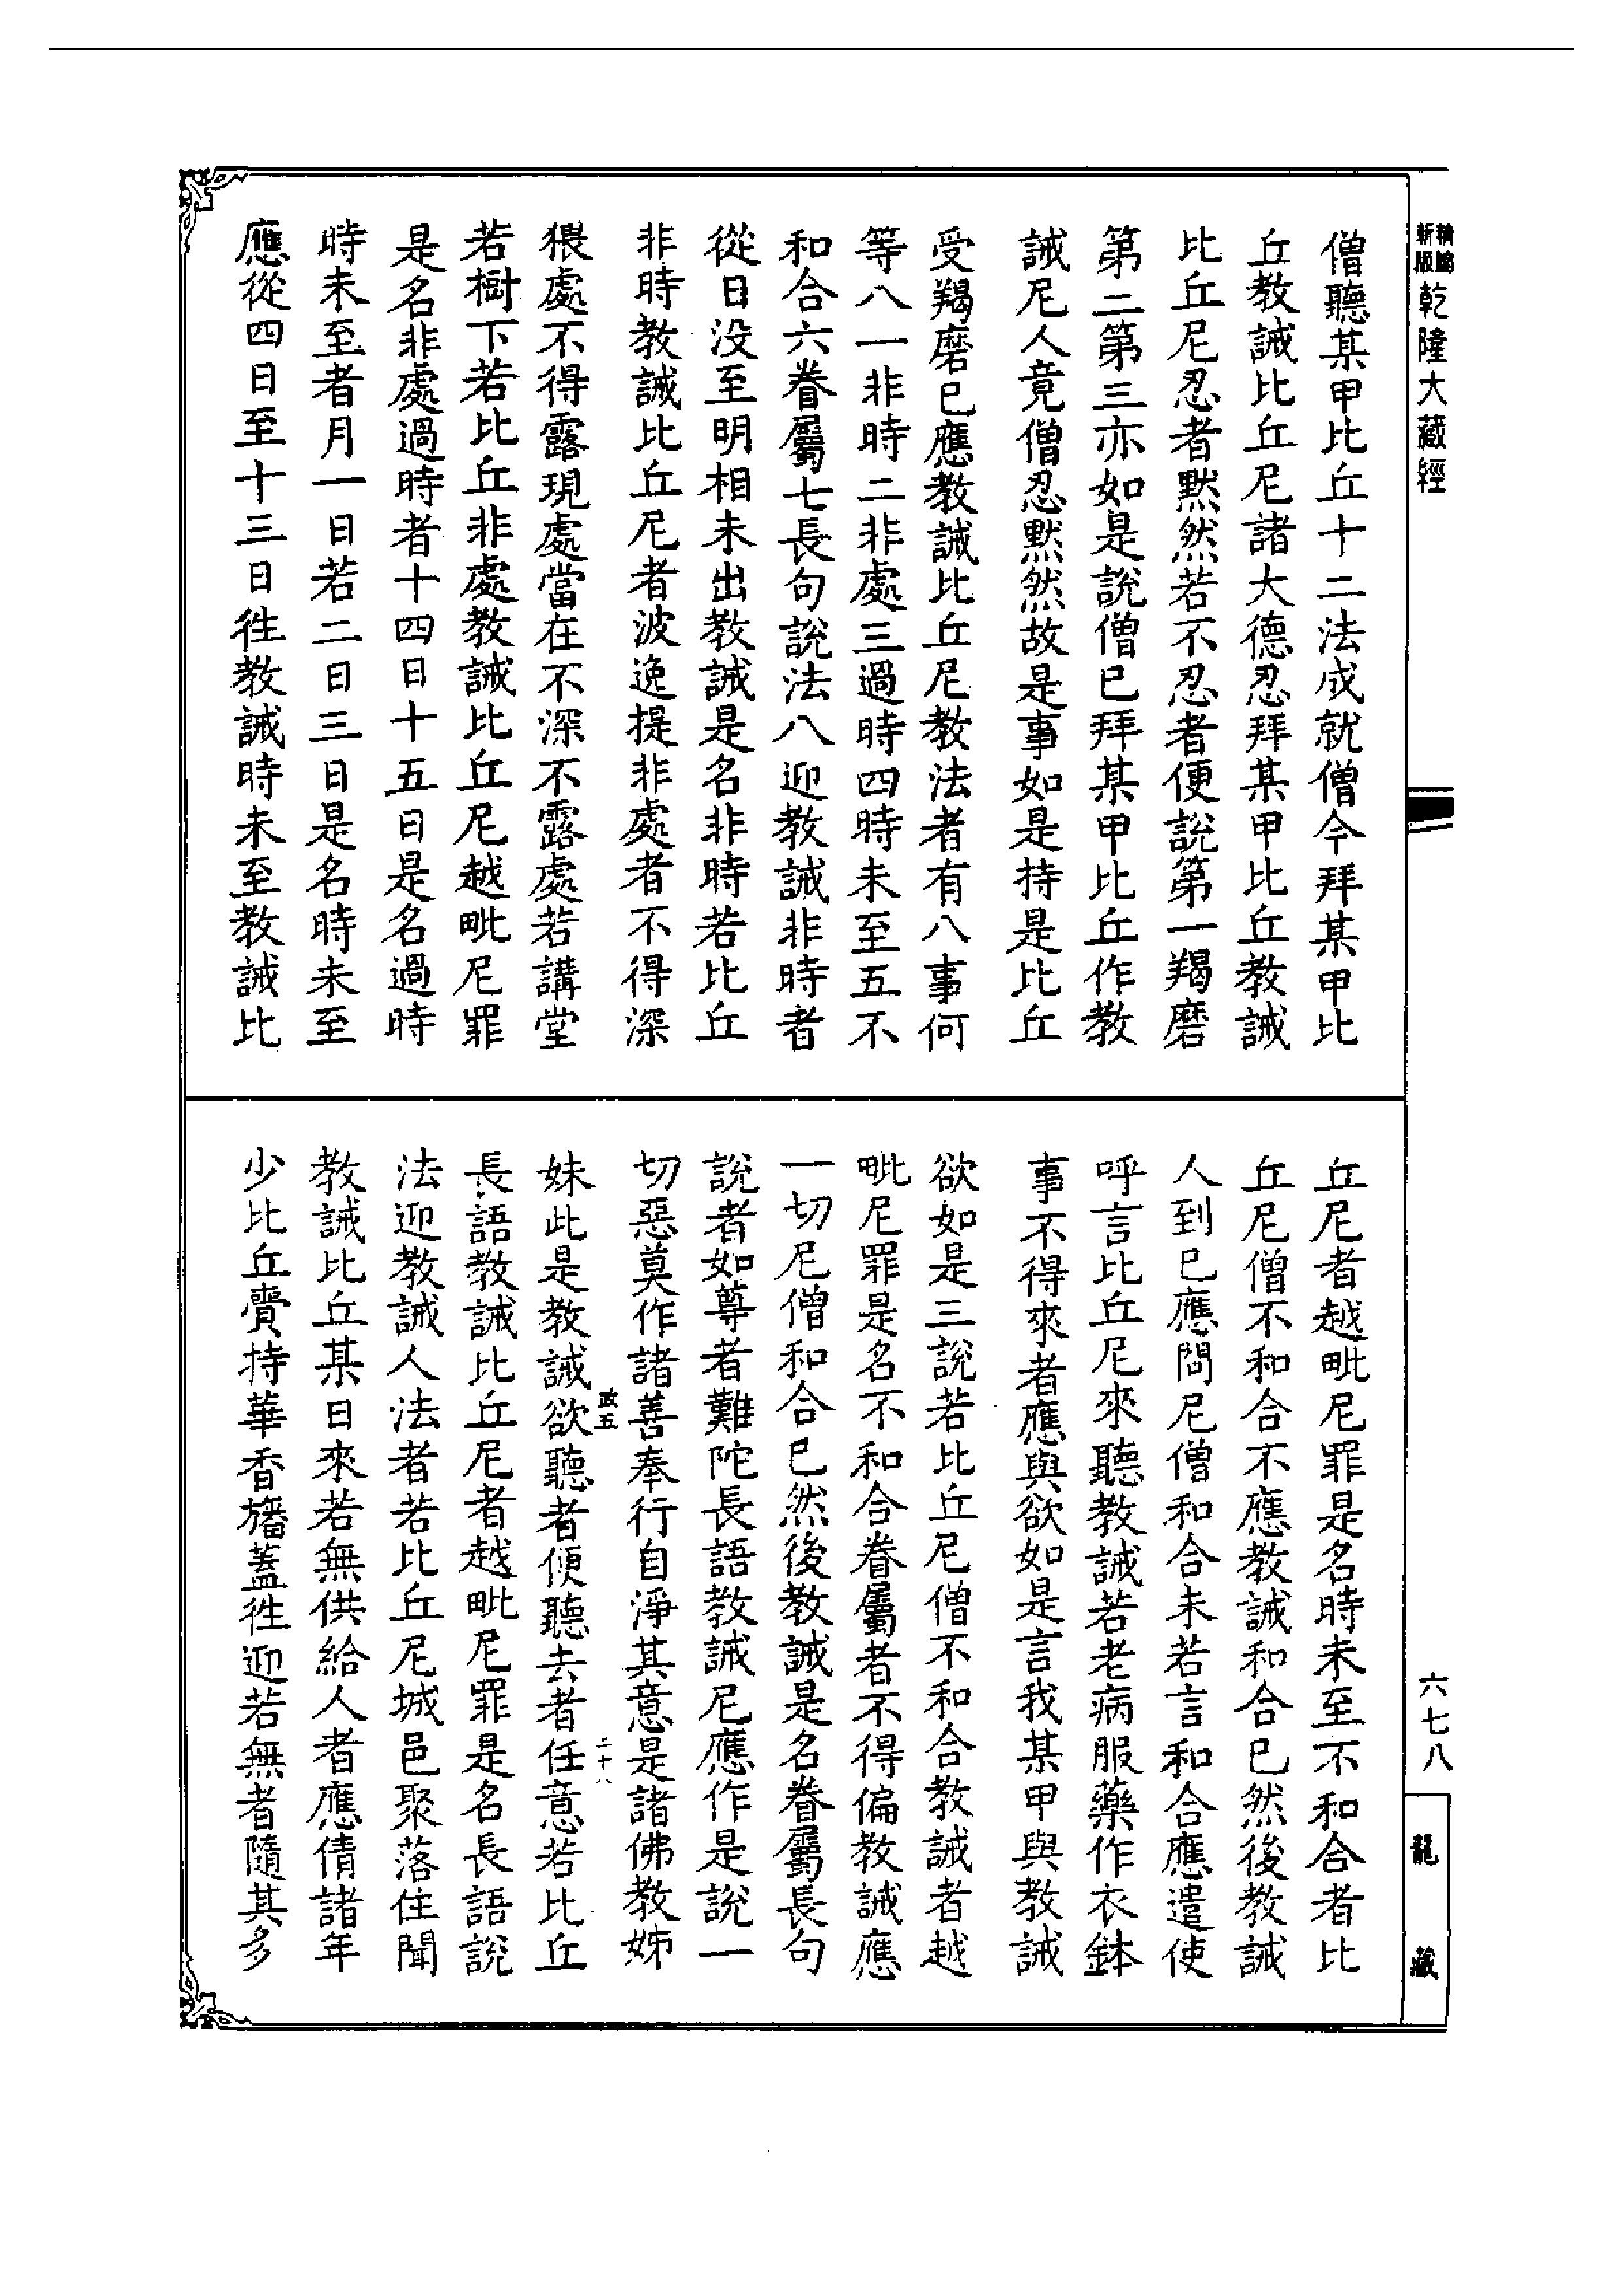 新版
精鐫
乾隆大藏經
六七八
龍藏
僧聽某甲比丘十二法成就僧今拜某甲比
丘教誡比丘尼諸大德忍拜某甲比丘教誡
比丘尼忍者默然若不忍者便說第一羯磨
第二第三亦如是說僧已拜某甲比丘作教
誡尼人竟僧忍默然故是事如是持是比丘
受羯磨已應教誡比丘尼教法者有八事何
等八一非時二非處三過時四時未至五不
和合六眷屬七長句說法八迎教誡非時者
從日沒至明相未出教誡是名非時若比丘
非時教誡比丘尼者波逸提非處者不得深
猥處不得露現處當在不深不露處若講堂
若樹下若比丘非處教誡比丘尼越毗尼罪
是名非處過時者十四日十五日是名過時
時未至者月一日若二日三日是名時未至
應從四日至十三日徃教誡時未至教誡比
丘尼者越毗尼罪是名時未至不和合者比
丘尼僧不和合不應教誡和合已然後教誡
人到已應問尼僧和合未若言和合應遣使
呼言比丘尼來聽教誡若老病服藥作衣鉢
事不得來者應與欲如是言我某甲與教誡
欲如是三說若比丘尼僧不和合教誡者越
毗尼罪是名不和合眷屬者不得偏教誡應
一切尼僧和合已然後教誡是名眷屬長句
說者如尊者難陀長語教誡尼應作是說一
切惡莫作諸善奉行自淨其意是諸佛教姊
政五
二十八
妹此是教誡欲聽者便聽去者任意若比丘
長語教誡比丘尼者越毗尼罪是名長語說
法迎教誡人法者若比丘尼城邑聚落住聞
教誡比丘某日來若無供給人者應倩諸年
少比丘賷持華香旛蓋徃迎若無者隨其多